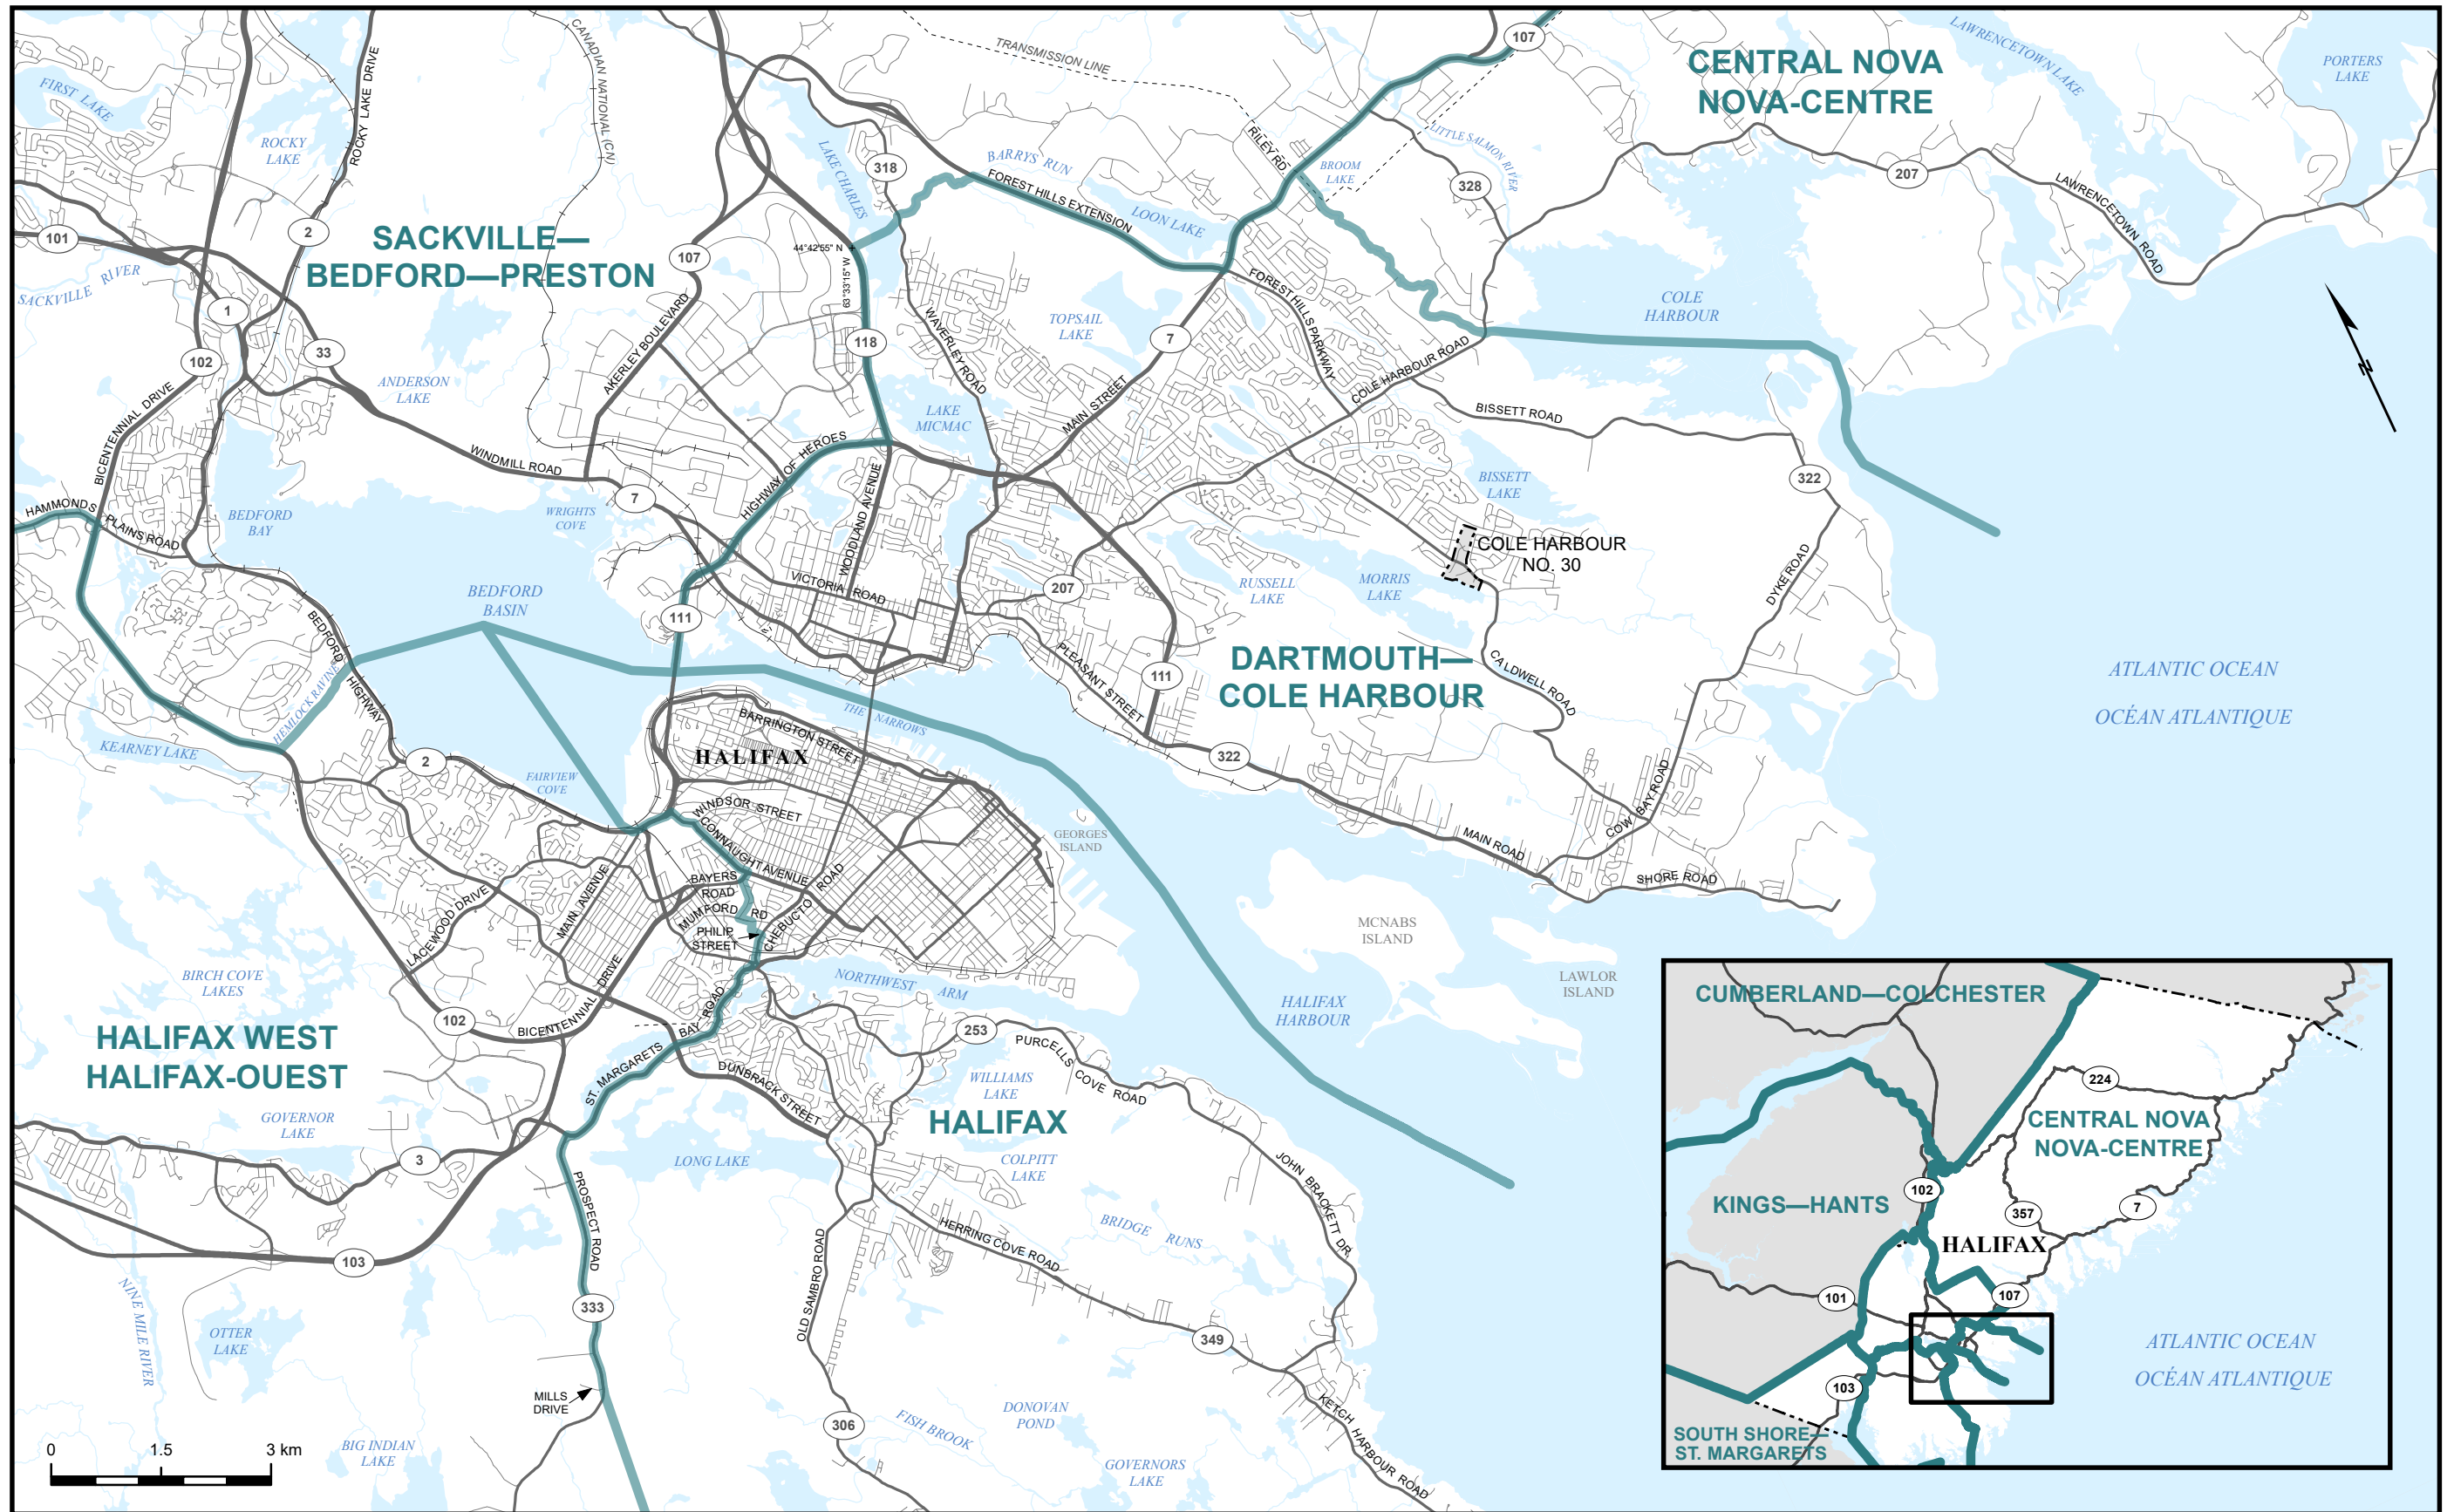 FIRST LAKE
ROCKY
LAKE
ROCKY LAKE DRIVE
CANADIAN NATIONAL (CN)
TRANSMISSION LINE
107
CENTRAL NOVA
NOVA-CENTRE
LAWRENCETOWN LAKE
PORTERS
LAKE
LAKE CHARLES
318
BARRYS RUN
FOREST HILLS EXTENSION
LOON LAKE
RILEY RD.
BROOM
LAKE
LITTLE SALMON RIVER
328
207
LAWRENCETOWN ROAD
101
2
SACKVILLE—
BEDFORD—PRESTON
107
44°42'55" N
63°33'15" W
SACKVILLE RIVER
1
102
33
ANDERSON
LAKE
AKERLEY BOULEVARD
118
WAVERLEY ROAD
TOPSAIL
LAKE
7
FOREST HILLS PARKWAY
COLE HARBOUR ROAD
COLE
HARBOUR
N
BICENTENNIAL DRIVE
LAKE
MICMAC
MAIN STREET
BISSETT ROAD
WINDMILL ROAD
HIGHWAY OF HEROES
WOODLAND AVENUE
BISSETT
LAKE
322
HAMMONDS
PLAINS ROAD
BEDFORD
BAY
WRIGHTS
COVE
7
COLE HARBOUR
NO. 30
BEDFORD
BASIN
111
VICTORIA ROAD
207
RUSSELL
LAKE
MORRIS
LAKE
DYKE ROAD
BEDFORD
HIGHWAY
HEMLOCK RAVINE
PLEASANT STREET
111
DARTMOUTH—
COLE HARBOUR
CALDWELL ROAD
ATLANTIC OCEAN
OCÉAN ATLANTIQUE
KEARNEY LAKE
2
FAIRVIEW
COVE
BARRINGTON STREET
HALIFAX
THE NARROWS
322
WINDSOR STREET
CONNAUGHT AVENUE
GEORGES
ISLAND
MAIN ROAD
COW BAY ROAD
SHORE ROAD
LACEWOOD DRIVE
MAIN AVENUE
BAYERS
ROAD
MUMFORD RD
PHILIP
STREET
CHEBUCTO ROAD
MCNABS
ISLAND
LAWLOR
ISLAND
BIRCH COVE
LAKES
NORTHWEST ARM
HALIFAX
HARBOUR
HALIFAX WEST
HALIFAX-OUEST
102
BICENTENNIAL DRIVE
ST. MARGARETS BAY ROAD
253
PURCELLS COVE ROAD
GOVERNOR
LAKE
DUNBRACK STREET
WILLIAMS
LAKE
HALIFAX
3
LONG LAKE
COLPITT
LAKE
JOHN BRACKETT DR.
PROSPECT ROAD
BRIDGE RUNS
HERRING COVE ROAD
OLD SAMBRO ROAD
103
NINE MILE RIVER
OTTER
LAKE
333
349
MILLS
DRIVE
306
FISH BROOK
DONOVAN
POND
KETCH HARBOUR ROAD
BIG INDIAN
LAKE
GOVERNORS
LAKE
0 1.5 3 km
CUMBERLAND—COLCHESTER
224
CENTRAL NOVA
NOVA-CENTRE
KINGS—HANTS
102
357
7
HALIFAX
101
107
ATLANTIC OCEAN
OCÉAN ATLANTIQUE
103
SOUTH SHORE—
ST. MARGARETS